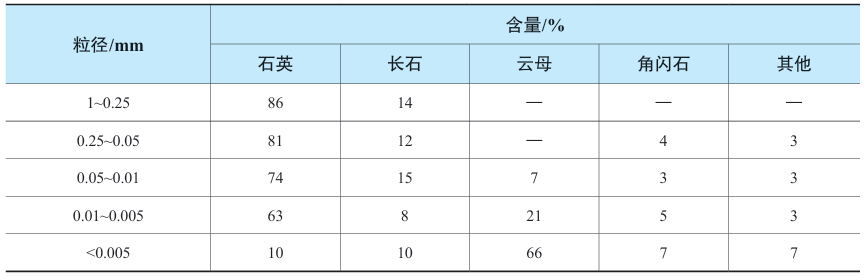 粒径/mm 含量/%
石英 长石 云母 角闪石 其他
1~0.25 86 14 — — —
0.25~0.05 81 12 — 4 3
0.05~0.01 74 15 7 3 3
0.01~0.005 63 8 21 5 3
<0.005 10 10 66 7 7